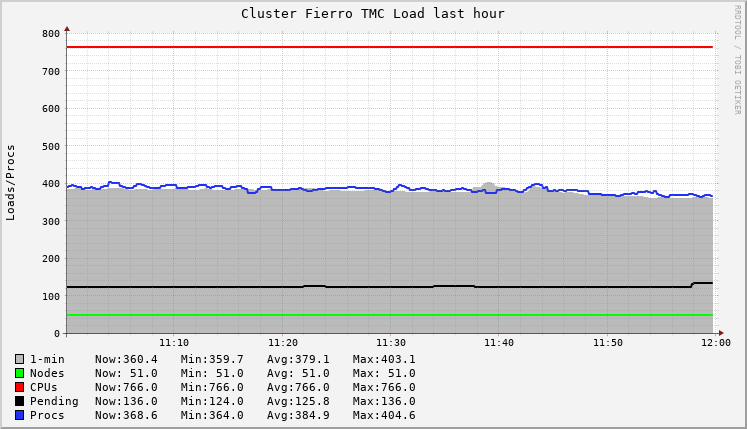 Cluster Fierro TMC Load last hour
RRDTOOL / TOBI OETIKER
Loads/Procs
800
700
600
500
400
300
200
100
0
11:10 11:20 11:30 11:40 11:50 12:00
1-min Now:360.4 Min:359.7 Avg:379.1 Max:403.1
Nodes Now: 51.0 Min: 51.0 Avg: 51.0 Max: 51.0
CPUs Now:766.0 Min:766.0 Avg:766.0 Max:766.0
Pending Now:136.0 Min:124.0 Avg:125.8 Max:136.0
Procs Now:368.6 Min:364.0 Avg:384.9 Max:404.6